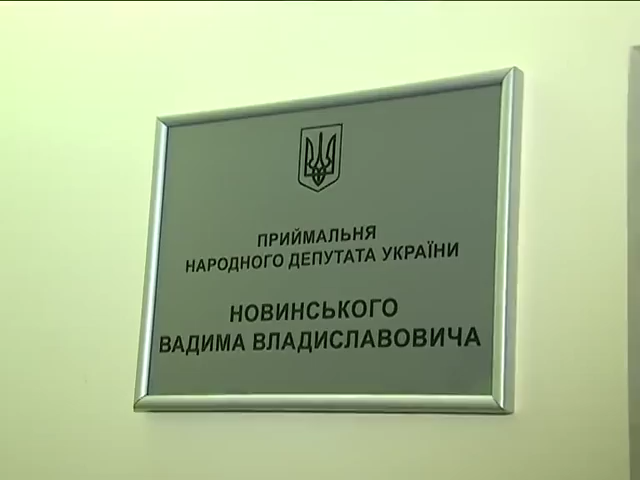 ПРИЙМАЛЬНЯ
НАРОДНОГО ДЕПУТАТА УКРАЇНИ
НОВИНСЬКОГО
ВАДИМА ВЛАДИСЛАВОВИЧА